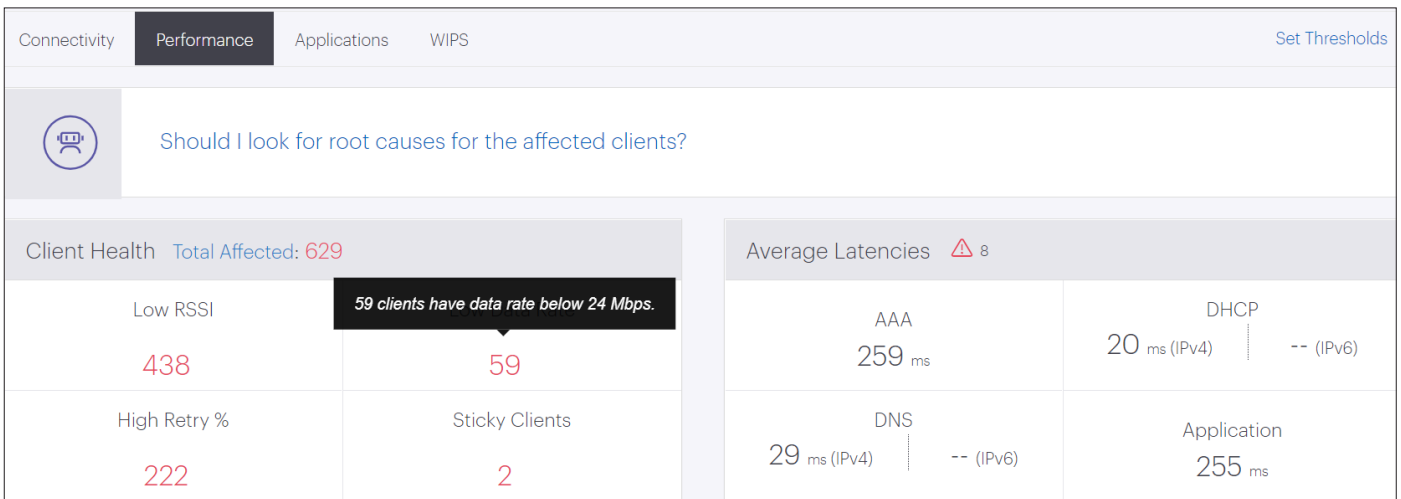 Connectivity Performance Applications WIPS Set Thresholds
Should I look for root causes for the affected clients?
Client Health Total Affected: 629
Average Latencies 8
Low RSSI
438
59 clients have data rate below 24 Mbps.
Low Data Rate
59
High Retry %
222
Sticky Clients
2
AAA
259 ms
DHCP
20 ms (IPv4) -- (IPv6)
DNS
29 ms (IPv4) -- (IPv6)
Application
255 ms